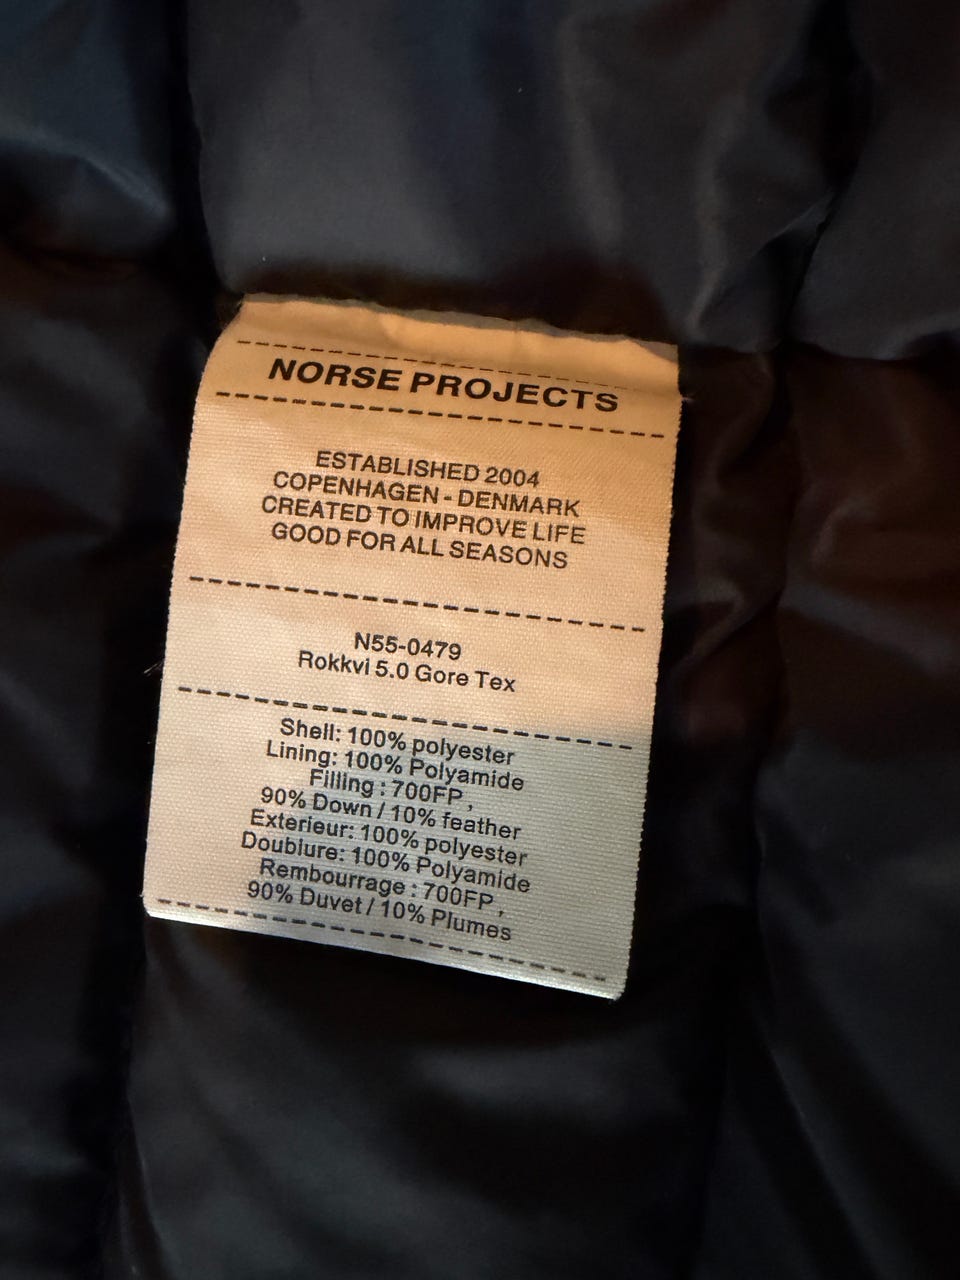 NORSE PROJECTS
ESTABLISHED 2004
COPENHAGEN - DENMARK
CREATED TO IMPROVE LIFE
GOOD FOR ALL SEASONS
N55-0479
Rokkvi 5.0 Gore Tex
Shell: 100% polyester
Lining: 100% Polyamide
Filling : 700FP ,
90% Down / 10% feather
Exterieur: 100% polyester
Doublure: 100% Polyamide
Rembourrage : 700FP ,
90% Duvet / 10% Plumes